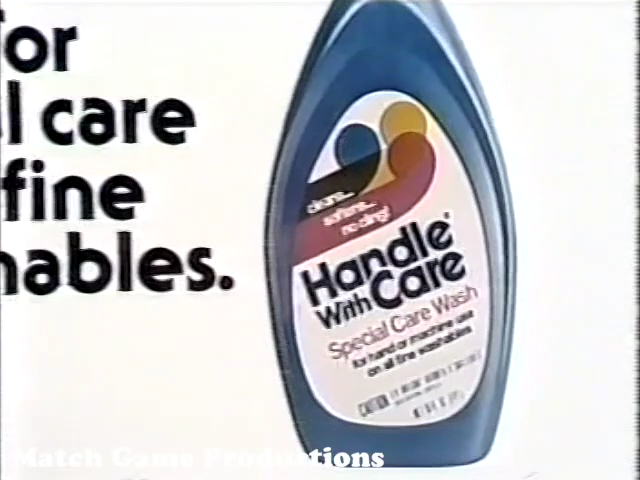 for
l care
fine
nables.
cleans...
softens...
no cling!
Handle
With Care
Special Care Wash
for hand or machine use
on all fine washables
CAUTION
Match Game Productions